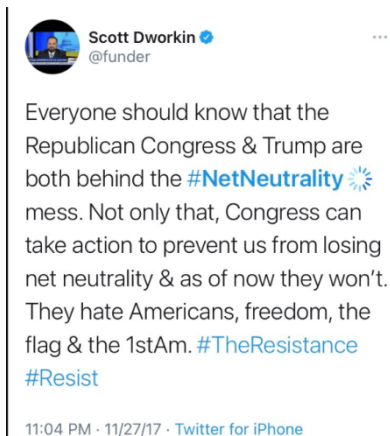 Scott Dworkin
@funder
Everyone should know that the
Republican Congress & Trump are
both behind the #NetNeutrality
mess. Not only that, Congress can
take action to prevent us from losing
net neutrality & as of now they won't.
They hate Americans, freedom, the
flag & the 1stAm. #TheResistance
#Resist
11:04 PM · 11/27/17 · Twitter for iPhone